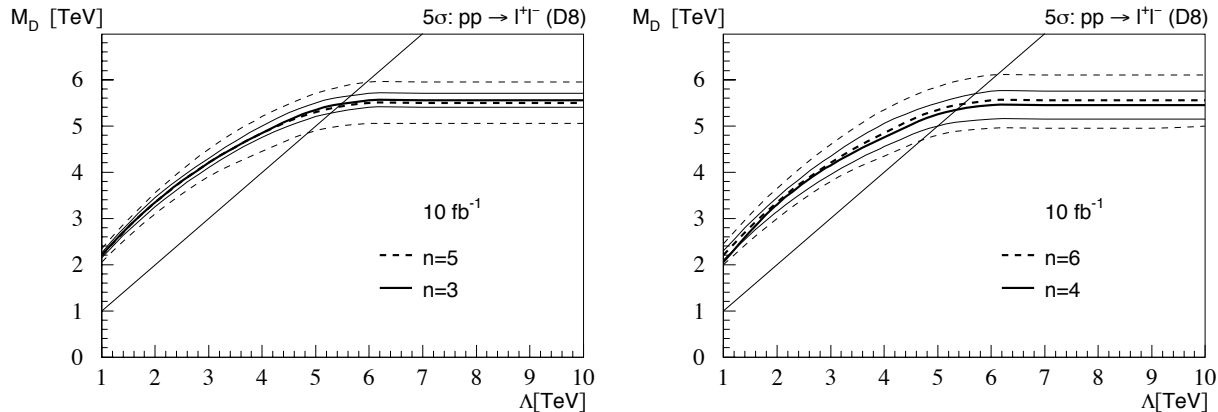 M_D [TeV]
5σ: pp → l⁺l⁻ (D8)
6
5
4
3
2
1
0
10 fb⁻¹
n=5
n=3
1 2 3 4 5 6 7 8 9 10
Λ[TeV]
M_D [TeV]
5σ: pp → l⁺l⁻ (D8)
6
5
4
3
2
1
0
10 fb⁻¹
n=6
n=4
1 2 3 4 5 6 7 8 9 10
Λ[TeV]